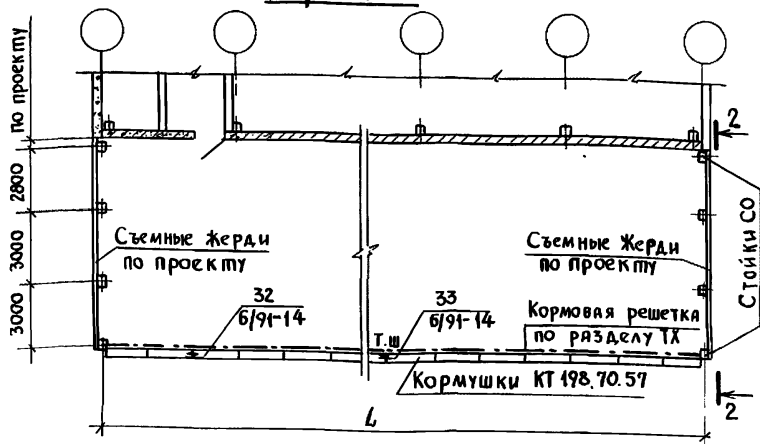 по проекту
2800
3000
3000
2
Съемные жерди
по проекту
Съемные жерди
по проекту
Стойки СО
32
6/91-14
33
6/91-14
Кормовая решетка
по разделу ТХ
Т.ш
Кормушки КТ 198.70.57
2
L